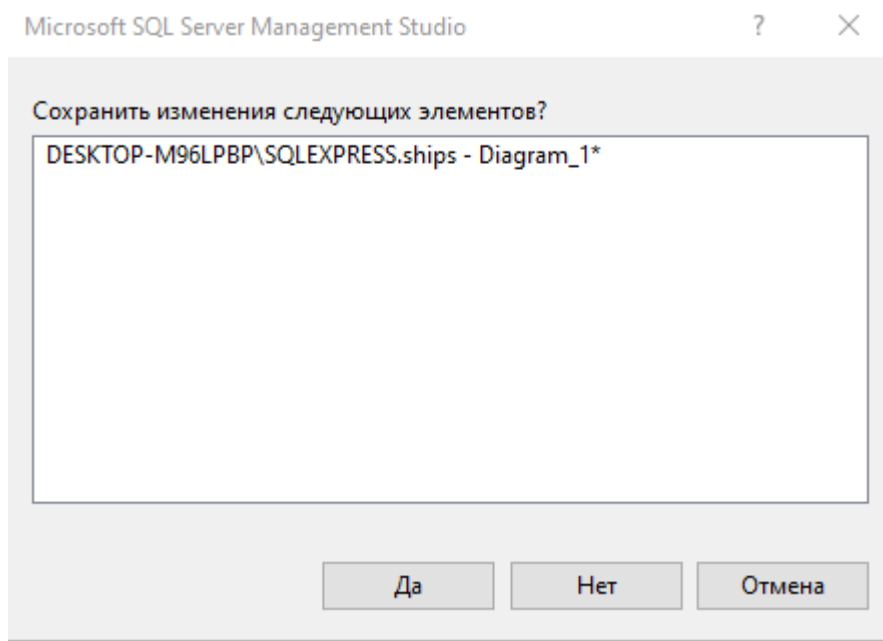 Microsoft SQL Server Management Studio
Сохранить изменения следующих элементов?
DESKTOP-M96LPBP\SQLEXPRESS.ships - Diagram_1*
Да
Нет
Отмена